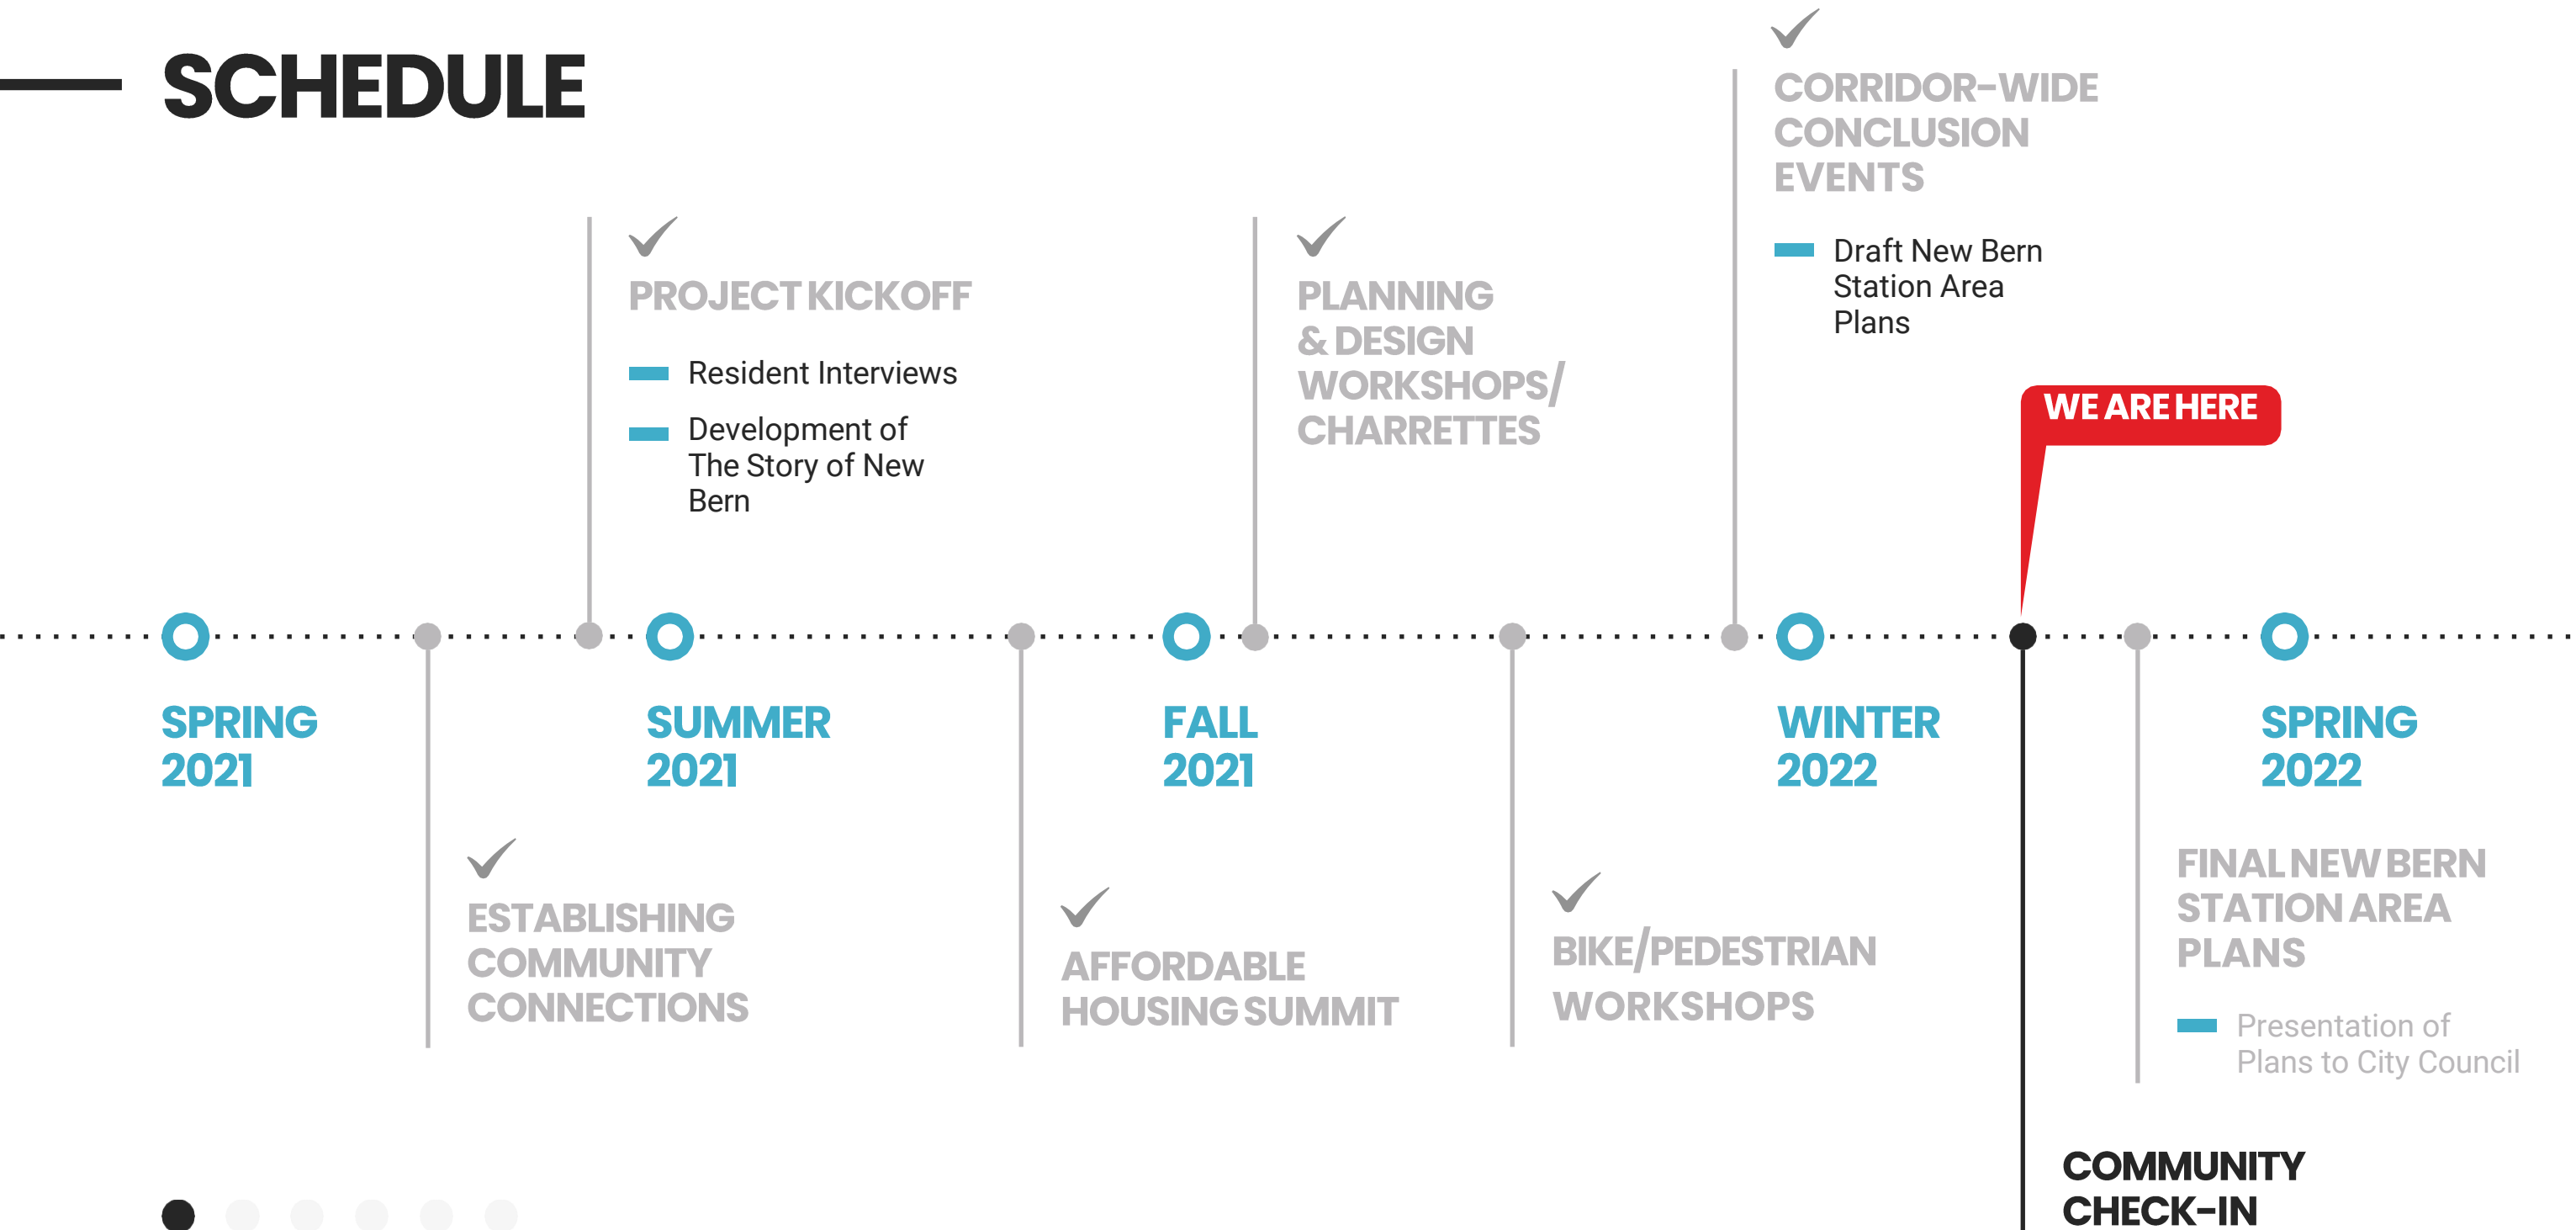 SCHEDULE
CORRIDOR-WIDE
CONCLUSION
EVENTS
Draft New Bern
Station Area
Plans
PROJECT KICKOFF
Resident Interviews
Development of
The Story of New
Bern
PLANNING
& DESIGN
WORKSHOPS/
CHARRETTES
WE ARE HERE
SPRING
2021
SUMMER
2021
FALL
2021
WINTER
2022
SPRING
2022
ESTABLISHING
COMMUNITY
CONNECTIONS
AFFORDABLE
HOUSING SUMMIT
BIKE/PEDESTRIAN
WORKSHOPS
FINAL NEW BERN
STATION AREA
PLANS
Presentation of
Plans to City Council
COMMUNITY
CHECK-IN